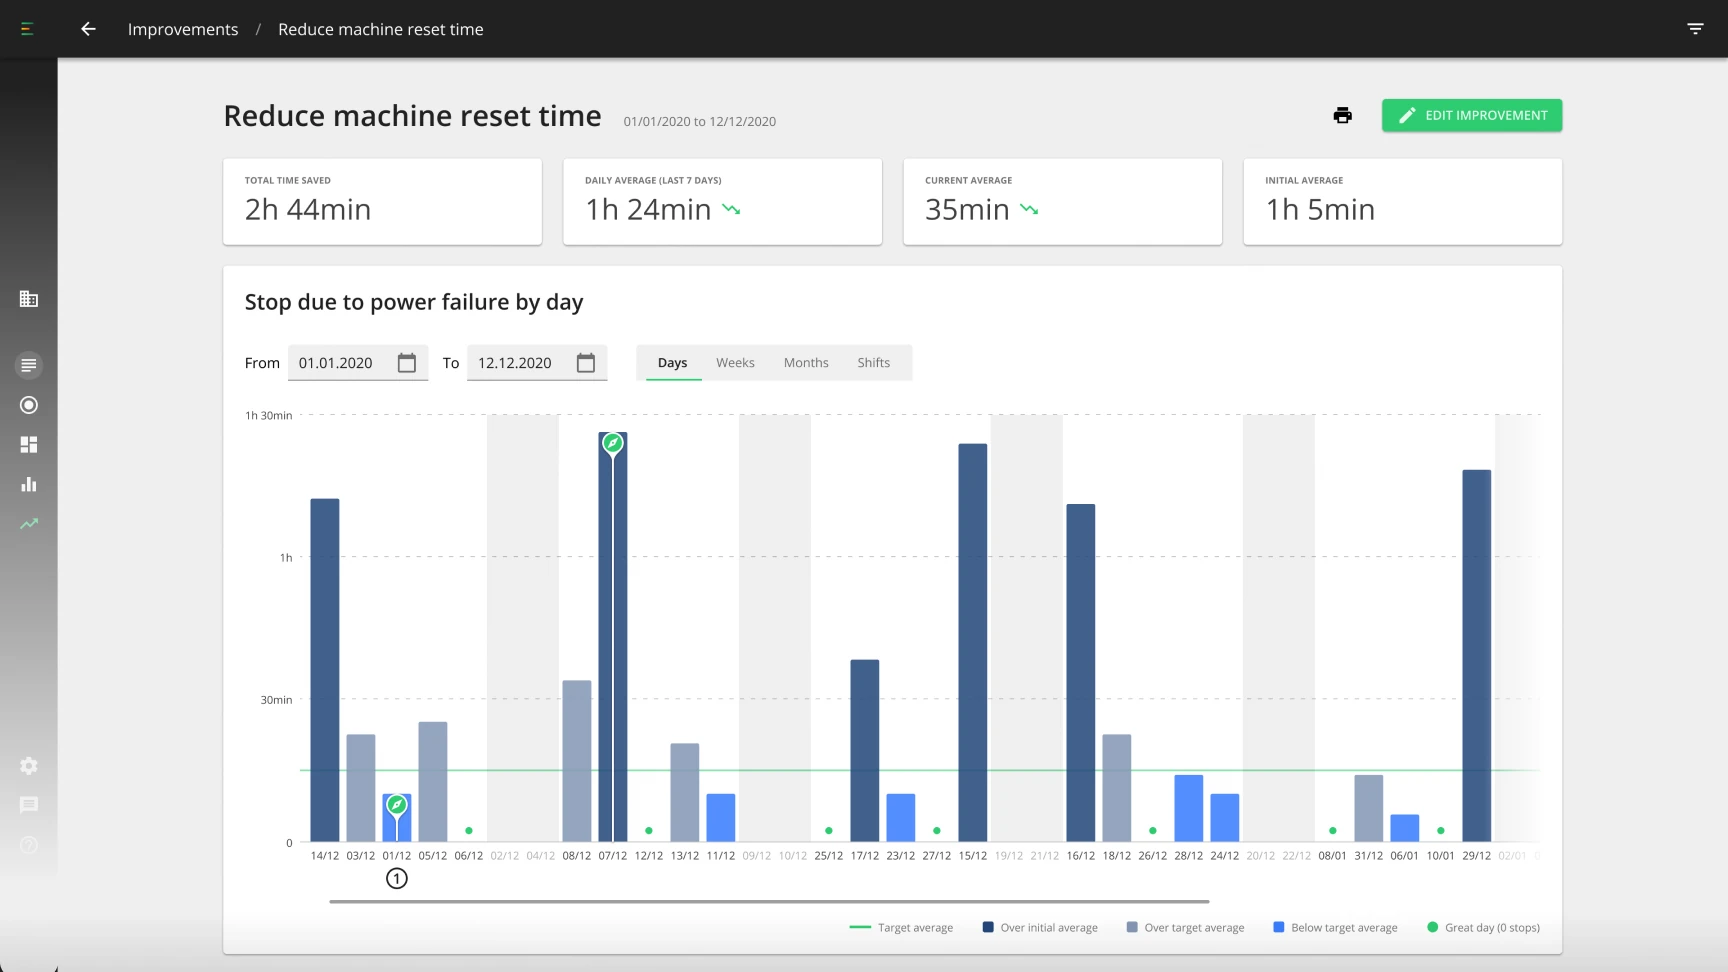 Improvements / Reduce machine reset time
Reduce machine reset time 01/01/2020 to 12/12/2020
EDIT IMPROVEMENT
TOTAL TIME SAVED
2h 44min
DAILY AVERAGE (LAST 7 DAYS)
1h 24min
CURRENT AVERAGE
35min
INITIAL AVERAGE
1h 5min
Stop due to power failure by day
From 01.01.2020 To 12.12.2020 Days Weeks Months Shifts
1h 30min
1h
30min
0
14/12 03/12 01/12 05/12 06/12 02/12 04/12 08/12 07/12 12/12 13/12 11/12 09/12 10/12 25/12 17/12 23/12 27/12 15/12 19/12 21/12 16/12 18/12 26/12 28/12 24/12 20/12 22/12 08/01 31/12 06/01 10/01 29/12 02/01
1
Target average Over initial average Over target average Below target average Great day (0 stops)